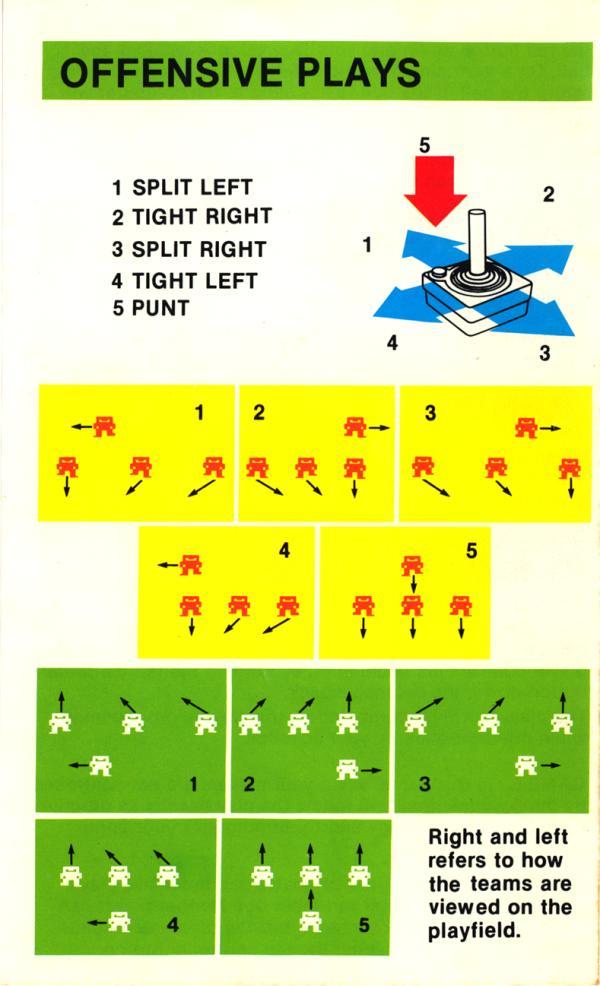 OFFENSIVE PLAYS
1 SPLIT LEFT
2 TIGHT RIGHT
3 SPLIT RIGHT
4 TIGHT LEFT
5 PUNT
5
2
1
4
3
1
2
3
4
5
1
2
3
4
5
Right and left
refers to how
the teams are
viewed on the
playfield.